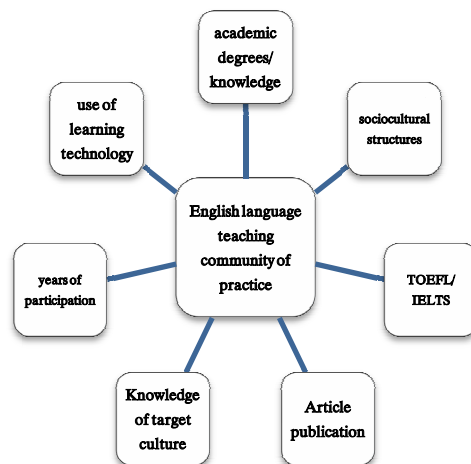 academic
degrees/
knowledge
use of
learning
technology
sociocultural
structures
English language
teaching
community of
practice
years of
participation
TOEFL/
IELTS
Knowledge
of target
culture
Article
publication